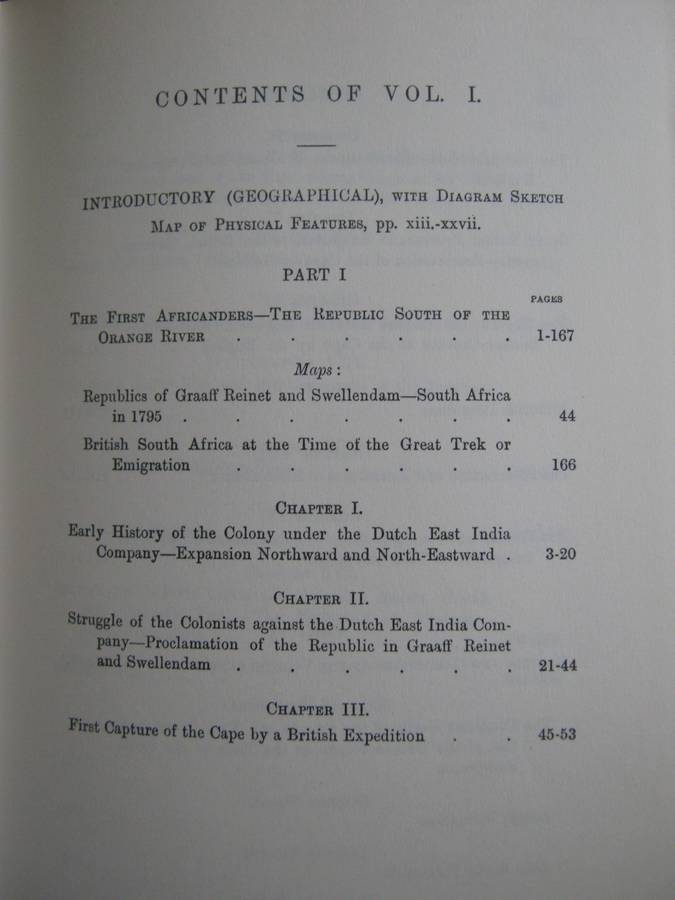 CONTENTS OF VOL. I.
INTRODUCTORY (GEOGRAPHICAL), WITH DIAGRAM SKETCH
MAP OF PHYSICAL FEATURES, pp. xiii.-xxvii.
PART I
PAGES
THE FIRST AFRICANDERS—THE REPUBLIC SOUTH OF THE
ORANGE RIVER . . . . . . 1-167
Maps:
Republics of Graaff Reinet and Swellendam—South Africa
in 1795 . . . . . . . 44
British South Africa at the Time of the Great Trek or
Emigration . . . . . . 166
CHAPTER I.
Early History of the Colony under the Dutch East India
Company—Expansion Northward and North-Eastward . 3-20
CHAPTER II.
Struggle of the Colonists against the Dutch East India Com-
pany—Proclamation of the Republic in Graaff Reinet
and Swellendam . . . . . . 21-44
CHAPTER III.
First Capture of the Cape by a British Expedition . . 45-53